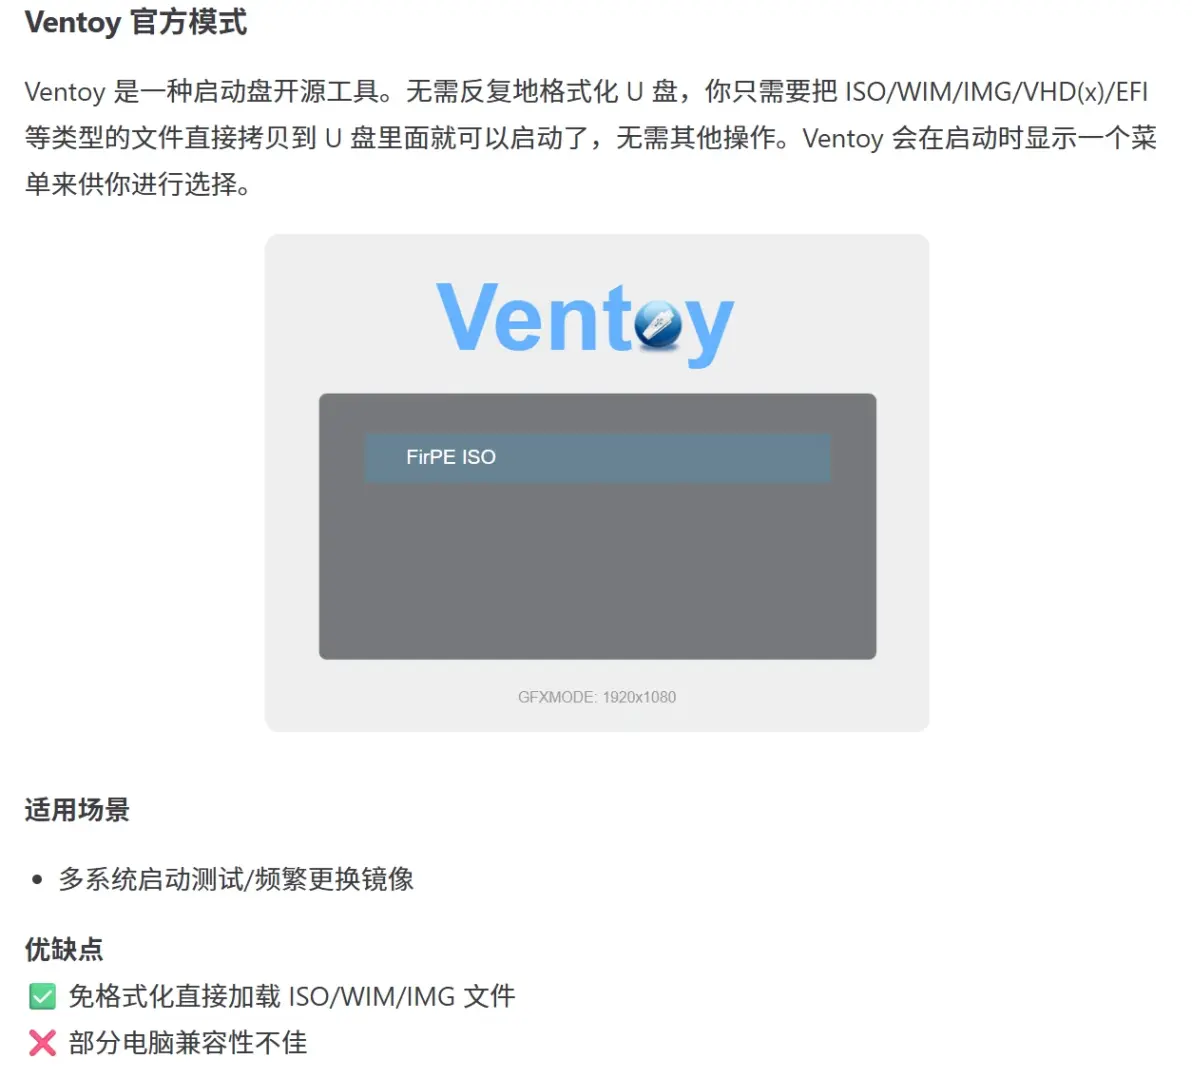 Ventoy 官方模式
Ventoy 是一种启动盘开源工具。无需反复地格式化 U 盘，你只需要把 ISO/WIM/IMG/VHD(x)/EFI
等类型的文件直接拷贝到 U 盘里面就可以启动了，无需其他操作。Ventoy 会在启动时显示一个菜
单来供你进行选择。
Ventoy
FirPE ISO
GFXMODE: 1920x1080
适用场景
• 多系统启动测试/频繁更换镜像
优缺点
✅ 免格式化直接加载 ISO/WIM/IMG 文件
❌ 部分电脑兼容性不佳